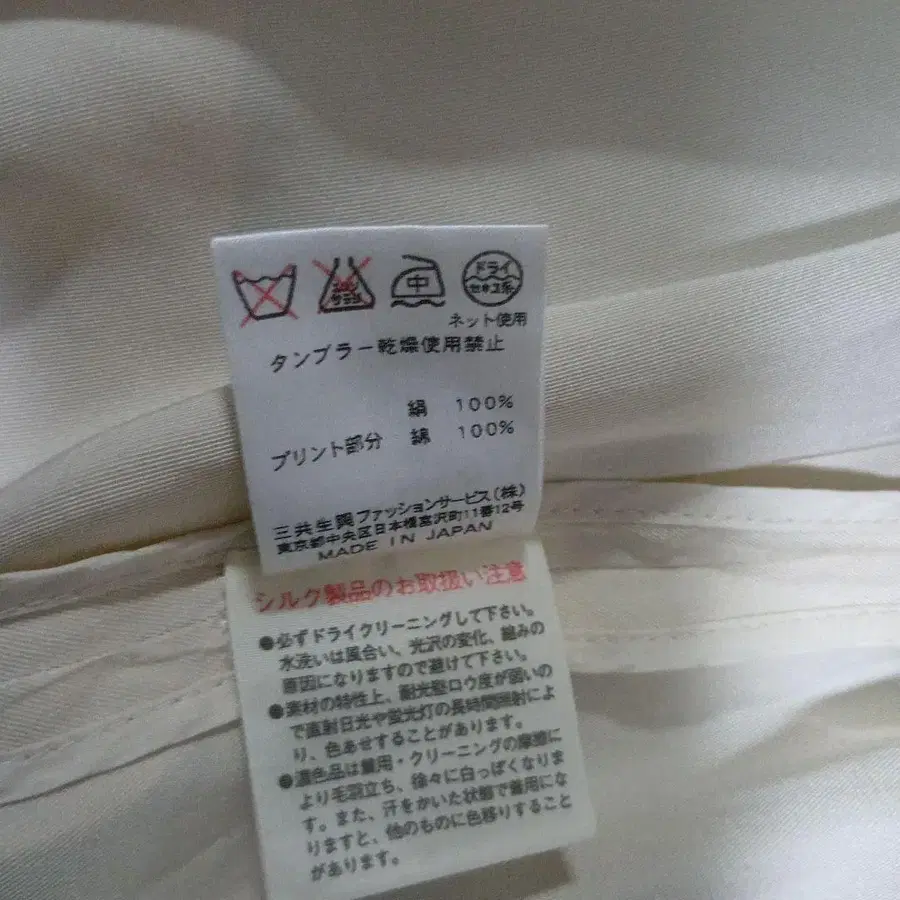 中
ドライ
セキユ系
ネット使用
タンブラー乾燥使用禁止
絹 100%
プリント部分 綿 100%
三共生興ファッションサービス(株)
東京都中央区日本橋富沢町11番12号
MADE IN JAPAN
シルク製品のお取扱い注意
●必ずドライクリーニングして下さい。
水洗いは風合い、光沢の変化、縮みの
原因になりますので避けて下さい。
●素材の特性上、耐光堅ロウ度が弱いの
で直射日光や蛍光灯の長時間照射によ
り、色あせすることがあります。
●濃色品は着用・クリーニングの摩擦に
より毛羽立ち、徐々に白っぽくなりま
す。また、汗をかいた状態で着用にな
りますと、他のものに色移りすること
があります。